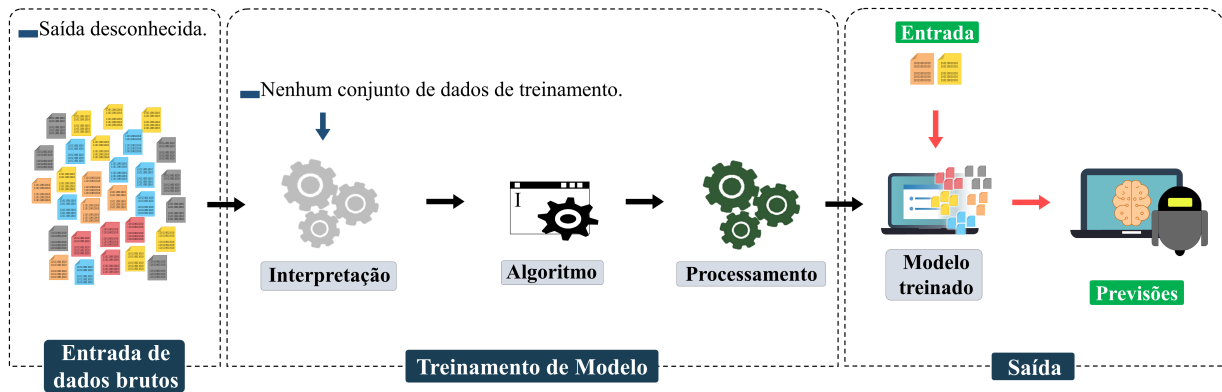 Saída desconhecida.
Entrada de
dados brutos
Nenhum conjunto de dados de treinamento.
Interpretação
Algoritmo
Processamento
Treinamento de Modelo
Entrada
Modelo
treinado
Previsões
Saída